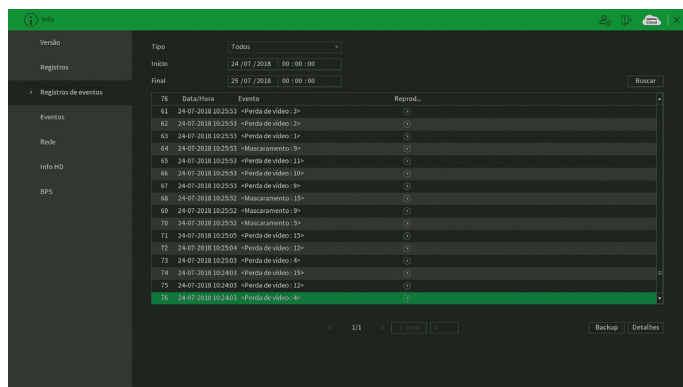 Info
Versão
Registros
Registros de eventos
Eventos
Rede
Info HD
BPS
Tipo Todos
Início 24 /07 /2018 00 : 00 : 00
Final 25 /07 /2018 00 : 00 : 00
Buscar
76 Data/Hora Evento Reprod...
61 24-07-2018 10:25:53 <Perda de vídeo : 3>
62 24-07-2018 10:25:53 <Perda de vídeo : 2>
63 24-07-2018 10:25:53 <Perda de vídeo : 1>
64 24-07-2018 10:25:53 <Mascaramento : 9>
65 24-07-2018 10:25:53 <Perda de vídeo : 11>
66 24-07-2018 10:25:53 <Perda de vídeo : 10>
67 24-07-2018 10:25:53 <Perda de vídeo : 9>
68 24-07-2018 10:25:52 <Mascaramento : 15>
69 24-07-2018 10:25:52 <Mascaramento : 9>
70 24-07-2018 10:25:52 <Mascaramento : 5>
71 24-07-2018 10:25:05 <Perda de vídeo : 15>
72 24-07-2018 10:25:04 <Perda de vídeo : 12>
73 24-07-2018 10:25:03 <Perda de vídeo : 4>
74 24-07-2018 10:24:03 <Perda de vídeo : 15>
75 24-07-2018 10:24:03 <Perda de vídeo : 12>
76 24-07-2018 10:24:03 <Perda de vídeo : 4>
1/1 Ir para 1
Backup Detalhes